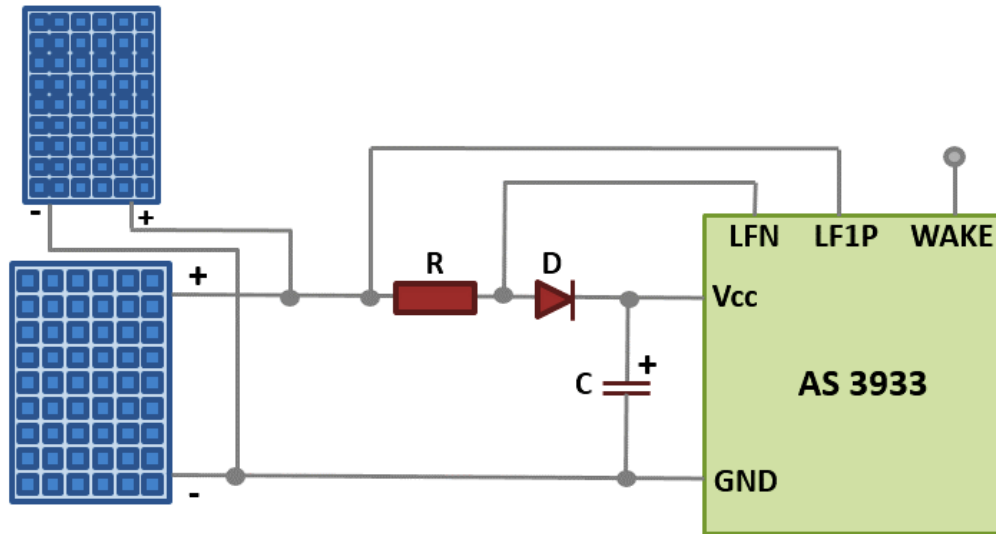 - +
+
LFN LF1P WAKE
R D
Vcc
+
C
AS 3933
GND
-